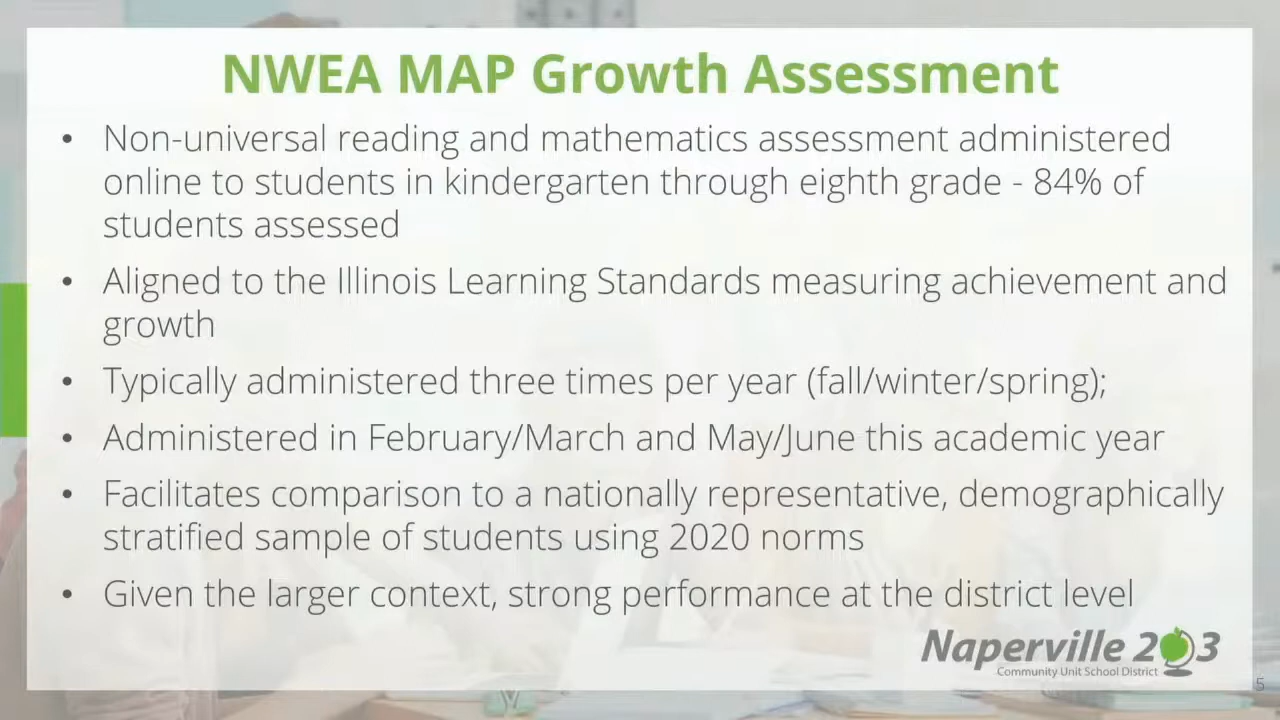 NWEA MAP Growth Assessment
• Non-universal reading and mathematics assessment administered
online to students in kindergarten through eighth grade - 84% of
students assessed
• Aligned to the Illinois Learning Standards measuring achievement and
growth
• Typically administered three times per year (fall/winter/spring);
• Administered in February/March and May/June this academic year
• Facilitates comparison to a nationally representative, demographically
stratified sample of students using 2020 norms
• Given the larger context, strong performance at the district level
Naperville 203
Community Unit School District
5